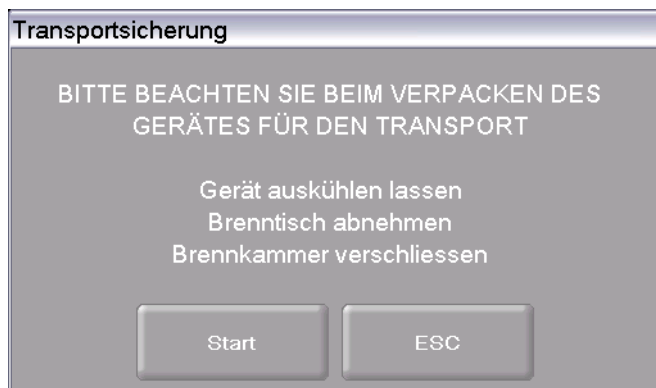 Transportsicherung
BITTE BEACHTEN SIE BEIM VERPACKEN DES
GERÄTES FÜR DEN TRANSPORT
Gerät auskühlen lassen
Brenntisch abnehmen
Brennkammer verschliessen
Start
ESC